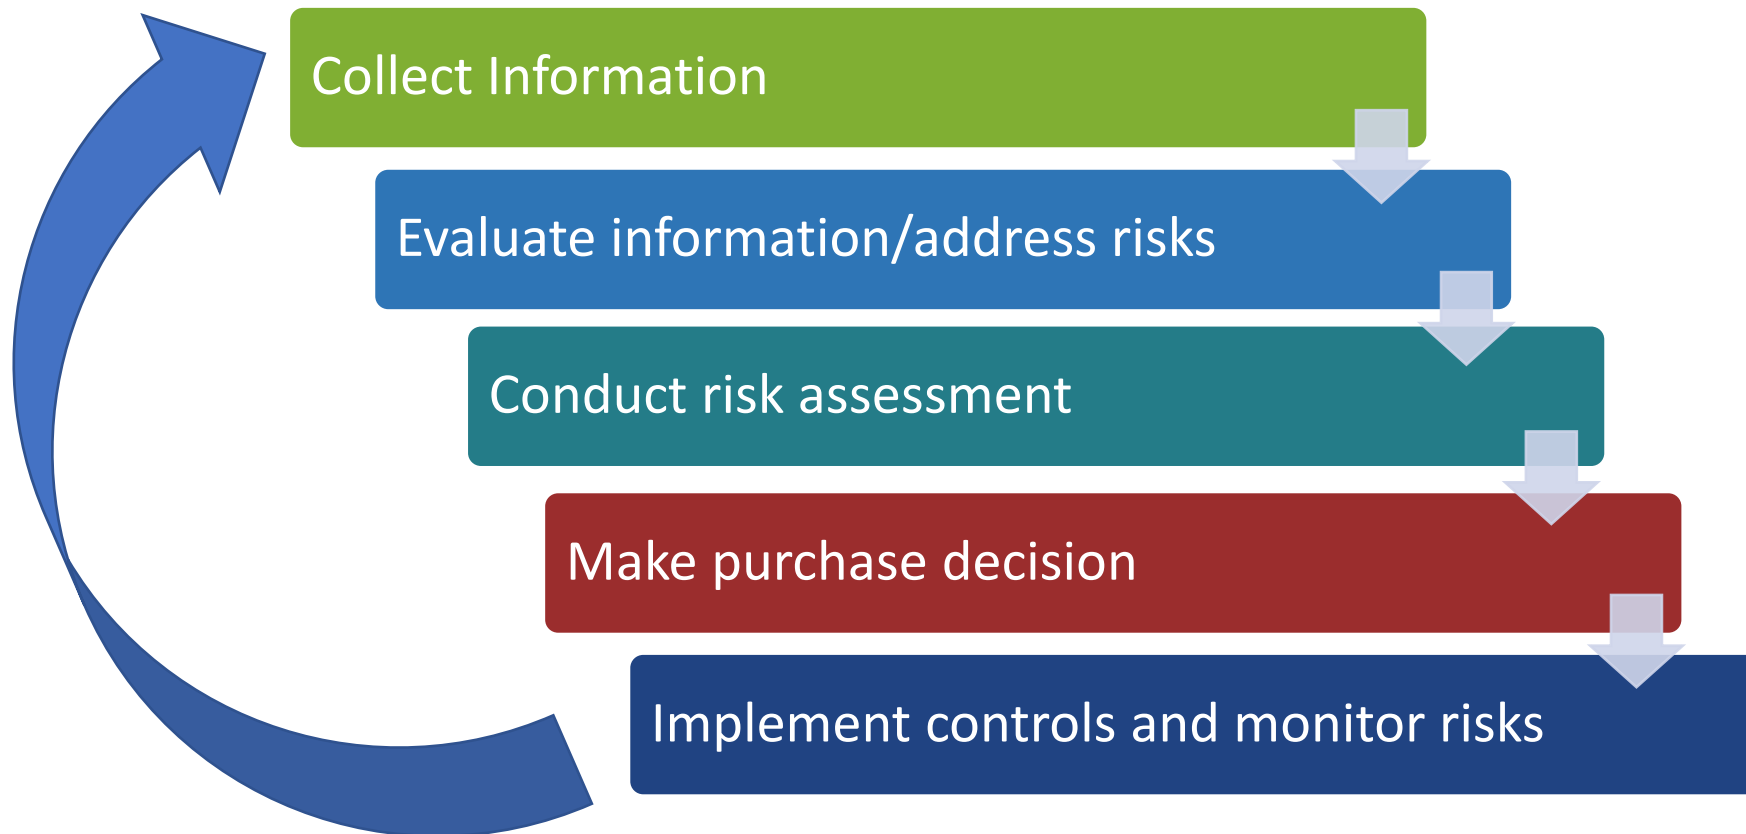 Collect Information
Evaluate information/address risks
Conduct risk assessment
Make purchase decision
Implement controls and monitor risks